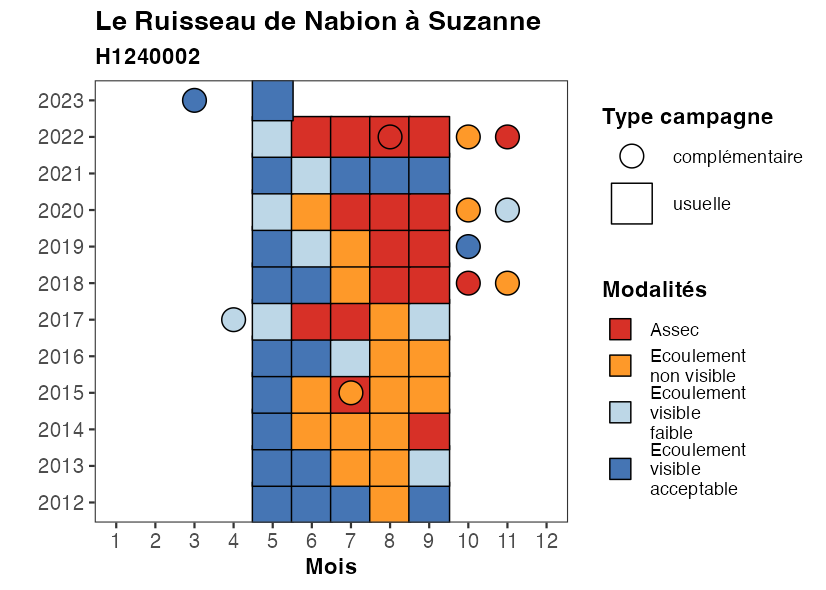 Le Ruisseau de Nabion à Suzanne
H1240002
2023
2022
2021
2020
2019
2018
2017
2016
2015
2014
2013
2012
1 2 3 4 5 6 7 8 9 10 11 12
Mois
Type campagne
complémentaire
usuelle
Modalités
Assec
Ecoulement
non visible
Ecoulement
visible
faible
Ecoulement
visible
acceptable